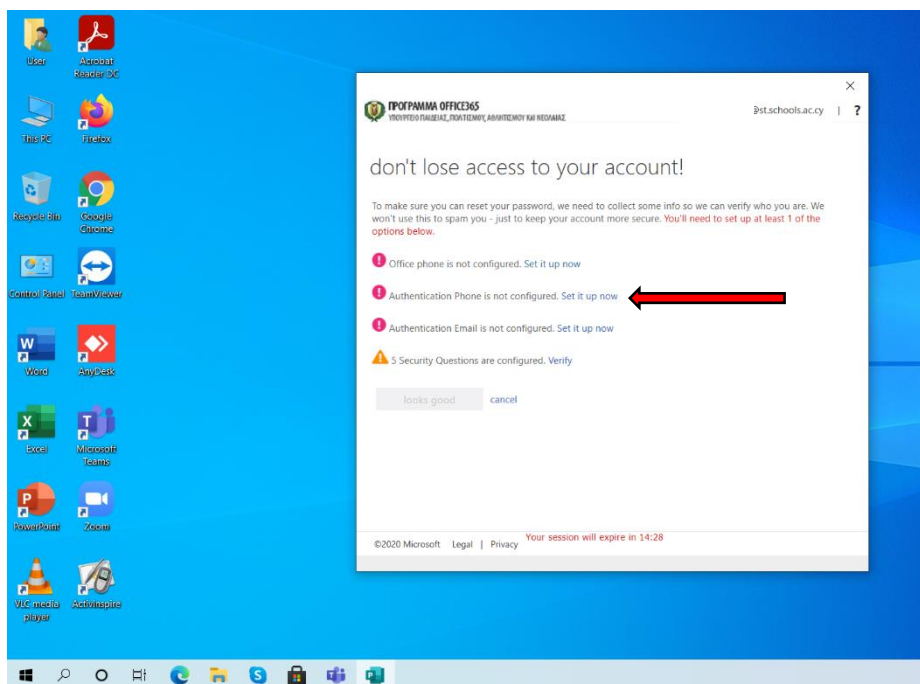 User
Acrobat
Reader DC
This PC
Firefox
Recycle Bin
Google
Chrome
Control Panel
TeamViewer
Word
AnyDesk
Excel
Microsoft
Teams
PowerPoint
Zoom
VLC media
player
ActivInspire
ΠΡΟΓΡΑΜΜΑ OFFICE365
ΥΠΟΥΡΓΕΙΟ ΠΑΙΔΕΙΑΣ, ΠΟΛΙΤΙΣΜΟΥ, ΑΘΛΗΤΙΣΜΟΥ ΚΑΙ ΝΕΟΛΑΙΑΣ
@st.schools.ac.cy | ?
don't lose access to your account!
To make sure you can reset your password, we need to collect some info so we can verify who you are. We
won't use this to spam you - just to keep your account more secure. You'll need to set up at least 1 of the
options below.
Office phone is not configured. Set it up now
Authentication Phone is not configured. Set it up now
Authentication Email is not configured. Set it up now
5 Security Questions are configured. Verify
looks good cancel
©2020 Microsoft Legal | Privacy Your session will expire in 14:28